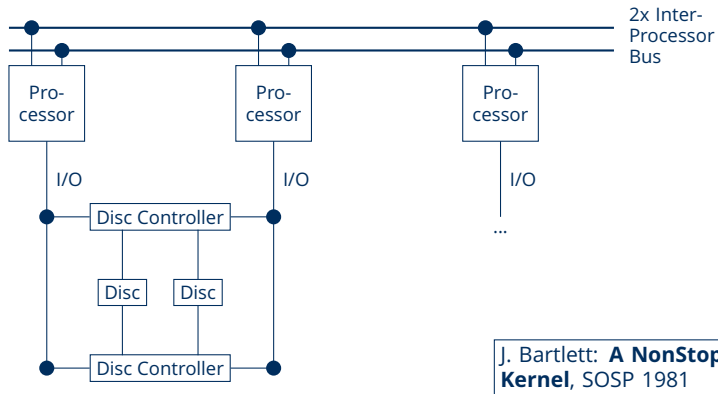 2x Inter-
Processor
Bus
Pro-
cessor
Pro-
cessor
Pro-
cessor
I/O
I/O
I/O
Disc Controller
...
Disc
Disc
Disc Controller
J. Bartlett: A NonStop
Kernel, SOSP 1981